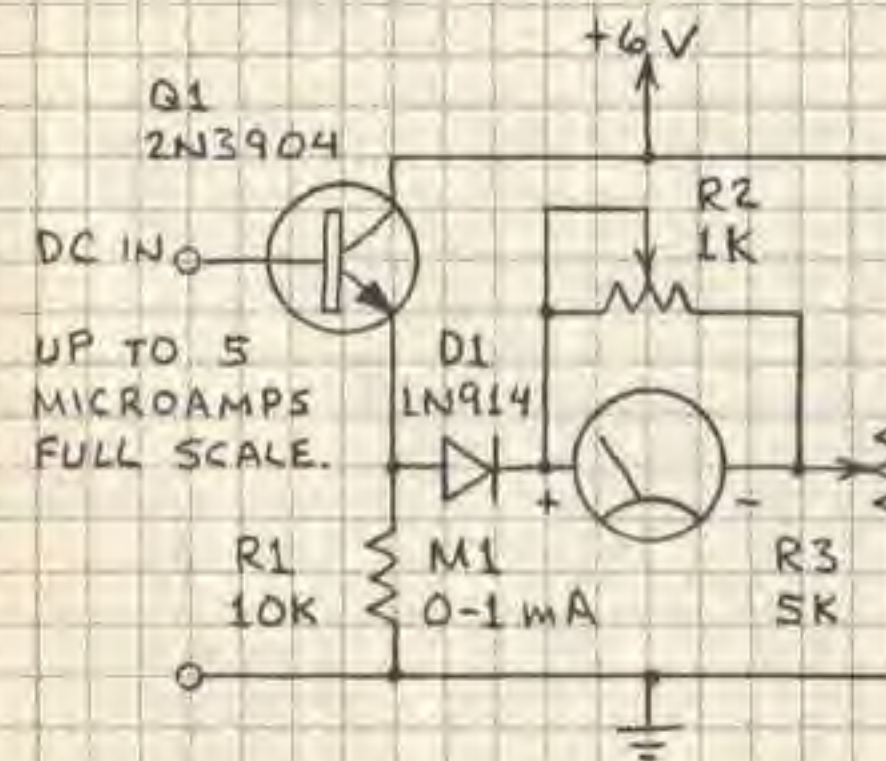 +6V
Q1
2N3904
R2
1K
DC IN
UP TO 5
MICROAMPS
FULL SCALE.
D1
1N914
+
-
R1
10K
M1
0-1 mA
R3
5K